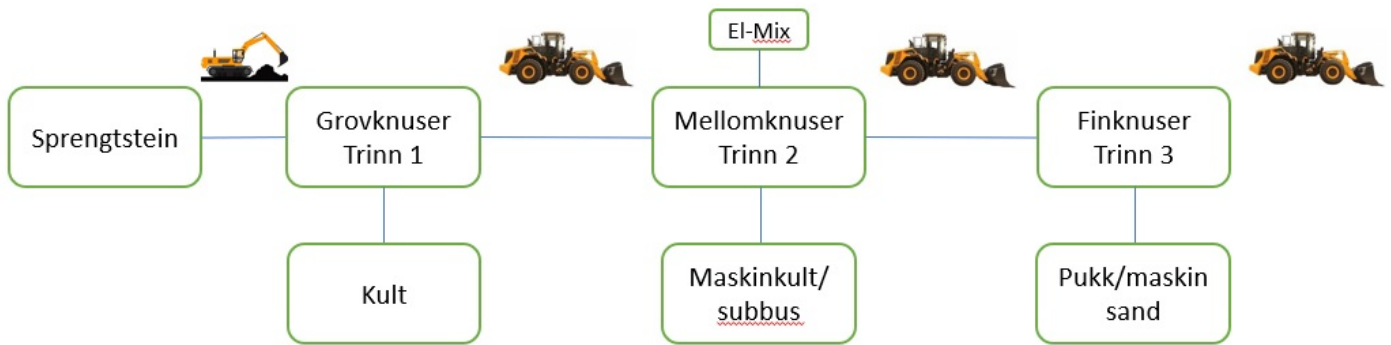 El-Mix
Sprengtstein
Grovknuser
Trinn 1
Mellomknuser
Trinn 2
Finknuser
Trinn 3
Kult
Maskinkult/
subbus
Pukk/maskin
sand